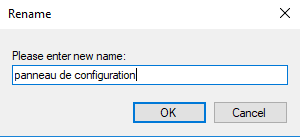 Rename
Please enter new name:
panneau de configuration
OK
Cancel